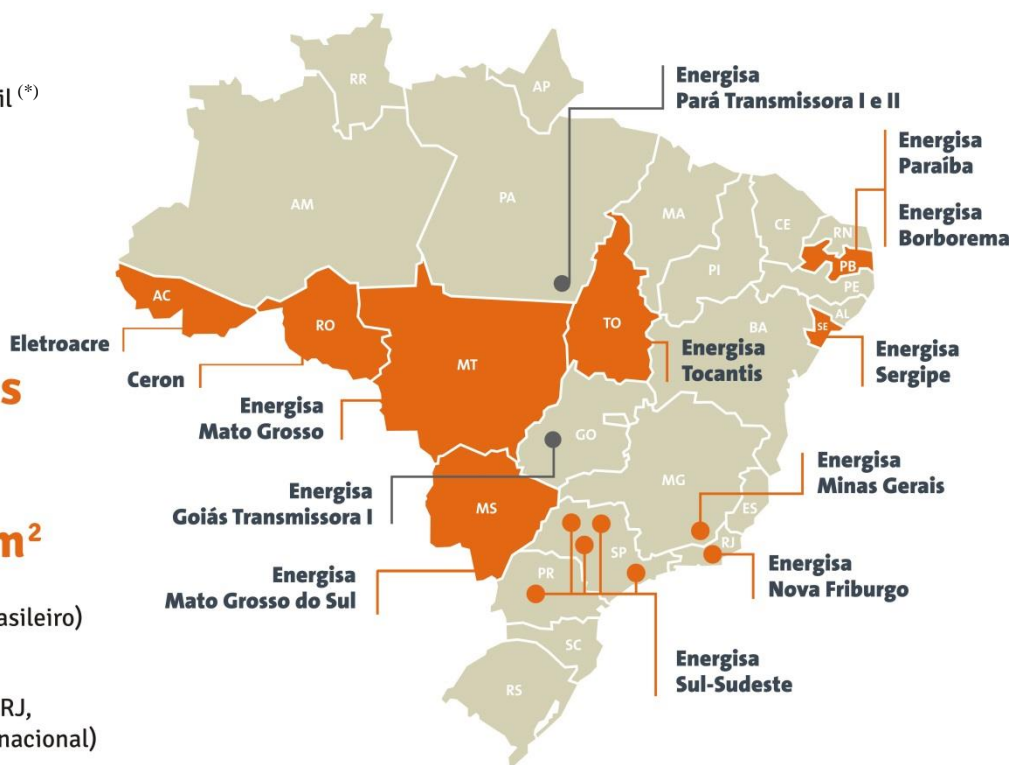 il (*)
s
m²
asileiro)
RJ,
nacional)
RR
AP
AM
PA
MA
CE
RN
PB
PE
AL
SE
PI
BA
TO
AC
RO
MT
GO
MS
MG
ES
RJ
SP
PR
SC
RS
Energisa
Pará Transmissora I e II
Energisa
Paraíba
Energisa
Borborema
Eletroacre
Ceron
Energisa
Mato Grosso
Energisa
Tocantis
Energisa
Sergipe
Energisa
Goiás Transmissora I
Energisa
Minas Gerais
Energisa
Mato Grosso do Sul
Energisa
Nova Friburgo
Energisa
Sul-Sudeste